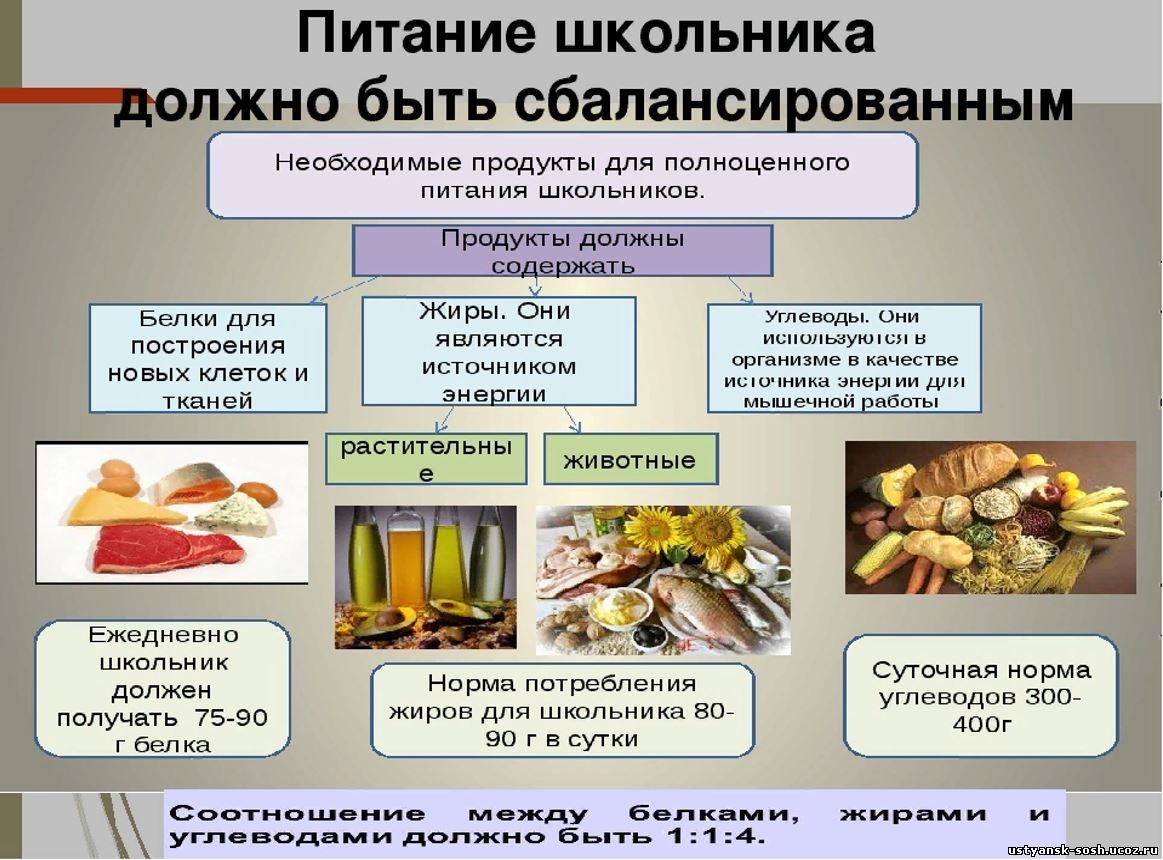 Питание школьника
должно быть сбалансированным
Необходимые продукты для полноценного
питания школьников.
Продукты должны
содержать
Белки для
построения
новых клеток и
тканей
Жиры. Они
являются
источником
энергии
Углеводы. Они
используются в
организме в качестве
источника энергии для
мышечной работы
растительны
е
животные
Ежедневно
школьник
должен
получать 75-90
г белка
Норма потребления
жиров для школьника 80-
90 г в сутки
Суточная норма
углеводов 300-
400г
Соотношение между белками, жирами и
углеводами должно быть 1:1:4.
ustyansk-sosh.ucoz.ru